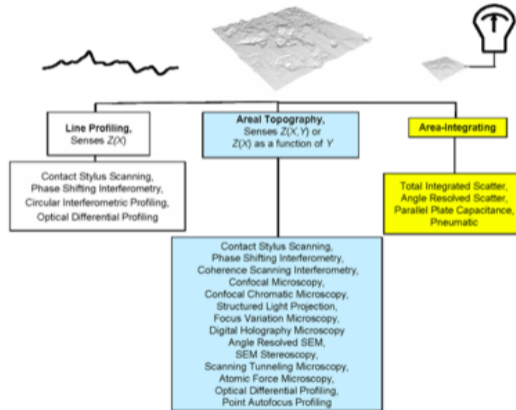 Line Profiling,
Senses Z(X)
Contact Stylus Scanning,
Phase Shifting Interferometry,
Circular Interferometric Profiling,
Optical Differential Profiling
Areal Topography,
Senses Z(X,Y) or
Z(X) as a function of Y
Contact Stylus Scanning,
Phase Shifting Interferometry,
Coherence Scanning Interferometry,
Confocal Microscopy,
Confocal Chromatic Microscopy,
Structured Light Projection,
Focus Variation Microscopy,
Digital Holography Microscopy
Angle Resolved SEM,
SEM Stereoscopy,
Scanning Tunneling Microscopy,
Atomic Force Microscopy,
Optical Differential Profiling,
Point Autofocus Profiling
Area-Integrating
Total Integrated Scatter,
Angle Resolved Scatter,
Parallel Plate Capacitance,
Pneumatic